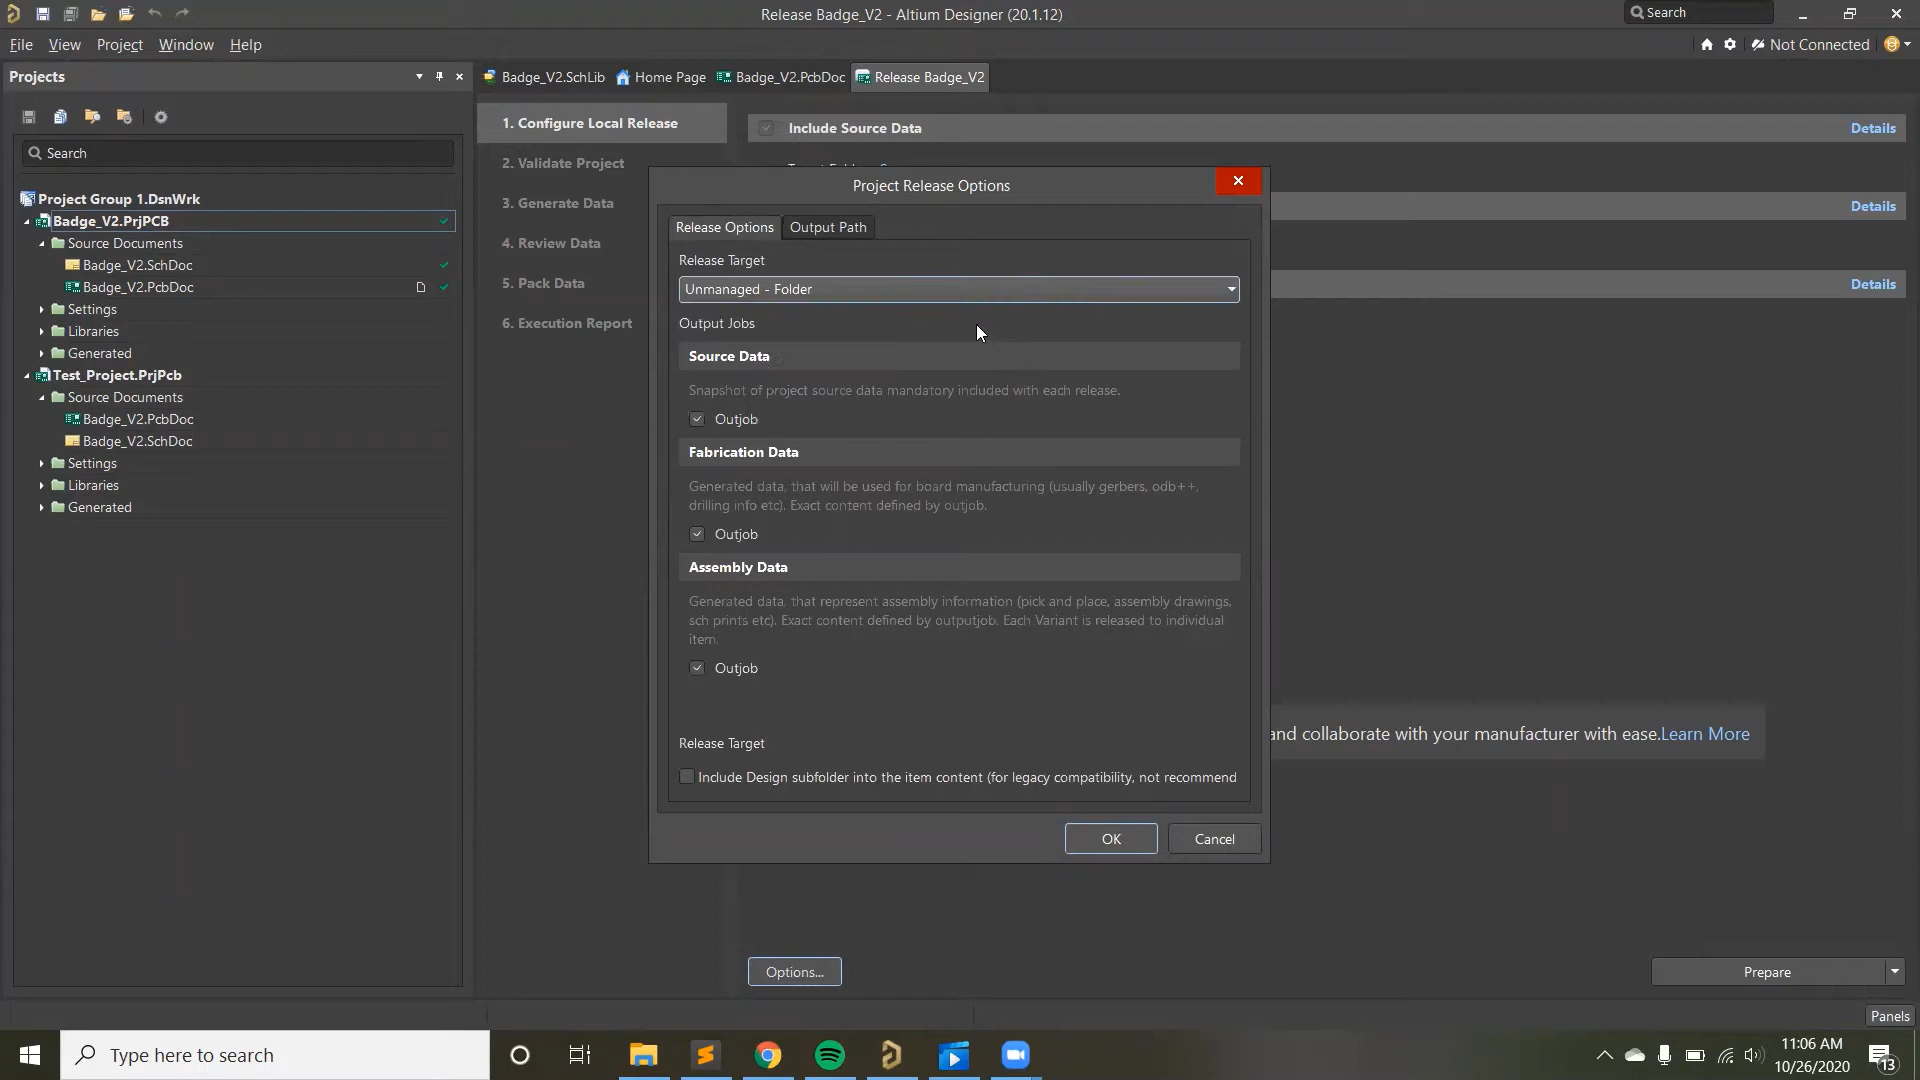 Release Badge_V2 - Altium Designer (20.1.12)
Search
File View Project Window Help
Not Connected
Projects
Badge_V2.SchLib Home Page Badge_V2.PcbDoc Release Badge_V2
Search
Project Group 1.DsnWrk
Badge_V2.PrjPCB
Source Documents
Badge_V2.SchDoc
Badge_V2.PcbDoc
Settings
Libraries
Generated
Test_Project.PrjPcb
Source Documents
Badge_V2.PcbDoc
Badge_V2.SchDoc
Settings
Libraries
Generated
1. Configure Local Release
2. Validate Project
3. Generate Data
4. Review Data
5. Pack Data
6. Execution Report
Include Source Data
Details
Details
Details
Project Release Options
Release Options Output Path
Release Target
Unmanaged - Folder
Output Jobs
Source Data
Snapshot of project source data mandatory included with each release.
Outjob
Fabrication Data
Generated data, that will be used for board manufacturing (usually gerbers, odb++,
drilling info etc). Exact content defined by outjob.
Outjob
Assembly Data
Generated data, that represent assembly information (pick and place, assembly drawings,
sch prints etc). Exact content defined by outputjob. Each Variant is released to individual
item.
Outjob
Release Target
Include Design subfolder into the item content (for legacy compatibility, not recommend
OK Cancel
and collaborate with your manufacturer with ease.Learn More
Options...
Prepare
Panels
Type here to search
11:06 AM
10/26/2020
13